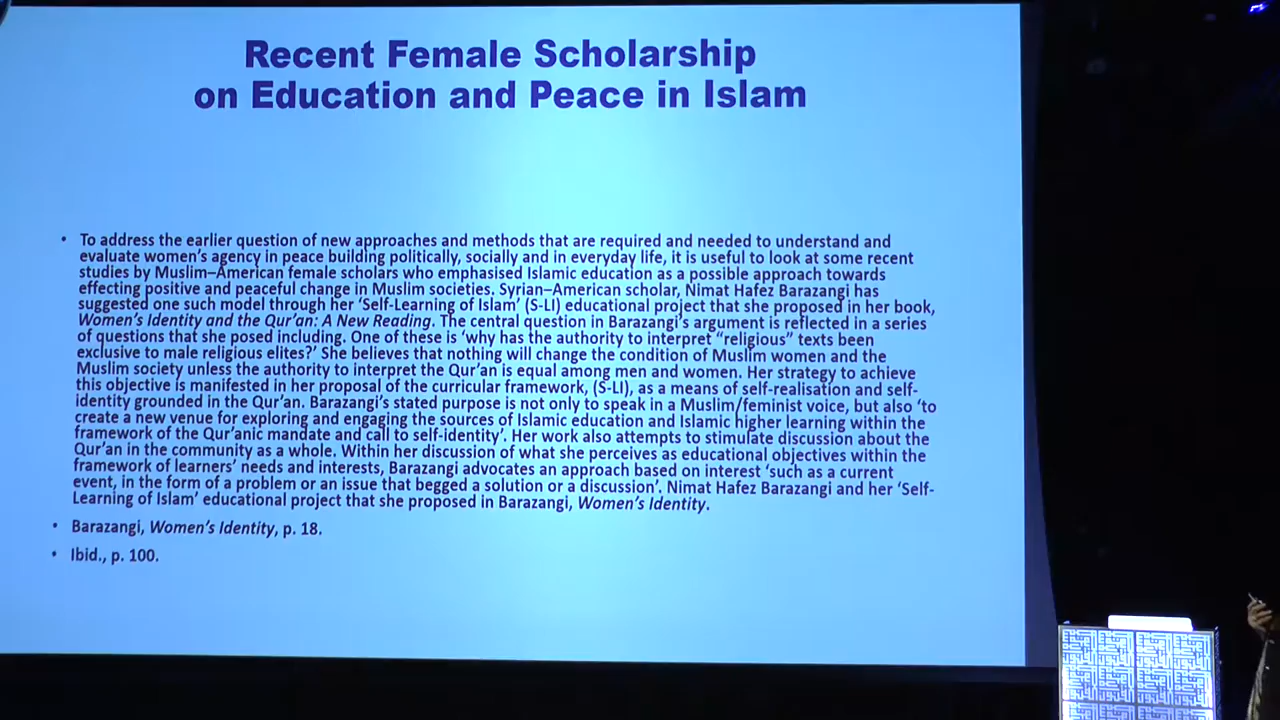 Recent Female Scholarship
on Education and Peace in Islam
• To address the earlier question of new approaches and methods that are required and needed to understand and
evaluate women's agency in peace building politically, socially and in everyday life, it is useful to look at some recent
studies by Muslim–American female scholars who emphasised Islamic education as a possible approach towards
effecting positive and peaceful change in Muslim societies. Syrian–American scholar, Nimat Hafez Barazangi has
suggested one such model through her 'Self-Learning of Islam' (S-LI) educational project that she proposed in her book,
Women's Identity and the Qur'an: A New Reading. The central question in Barazangi's argument is reflected in a series
of questions that she posed including. One of these is 'why has the authority to interpret "religious" texts been
exclusive to male religious elites?' She believes that nothing will change the condition of Muslim women and the
Muslim society unless the authority to interpret the Qur'an is equal among men and women. Her strategy to achieve
this objective is manifested in her proposal of the curricular framework, (S-LI), as a means of self-realisation and self-
identity grounded in the Qur'an. Barazangi's stated purpose is not only to speak in a Muslim/feminist voice, but also 'to
create a new venue for exploring and engaging the sources of Islamic education and Islamic higher learning within the
framework of the Qur'anic mandate and call to self-identity'. Her work also attempts to stimulate discussion about the
Qur'an in the community as a whole. Within her discussion of what she perceives as educational objectives within the
framework of learners' needs and interests, Barazangi advocates an approach based on interest 'such as a current
event, in the form of a problem or an issue that begged a solution or a discussion'. Nimat Hafez Barazangi and her 'Self-
Learning of Islam' educational project that she proposed in Barazangi, Women's Identity.
• Barazangi, Women's Identity, p. 18.
• Ibid., p. 100.